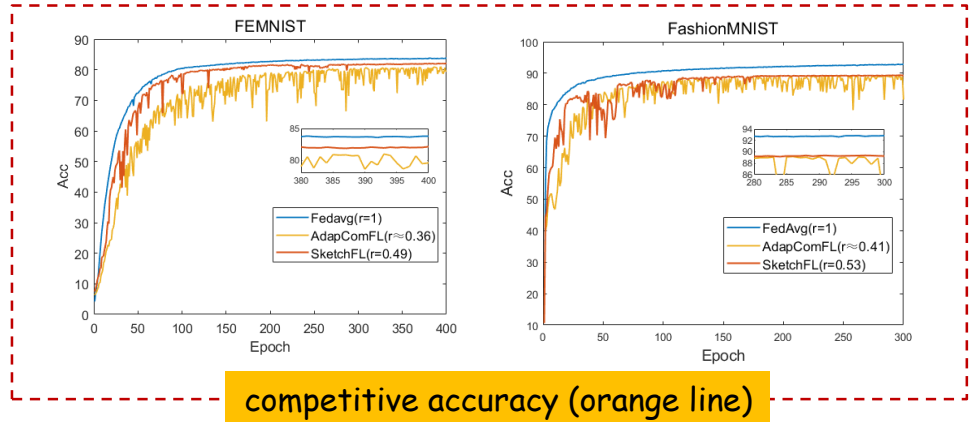 FEMNIST
90
80
70
60
50
40
30
20
10
0
Acc
0 50 100 150 200 250 300 350 400
Epoch
85
80
380 385 390 395 400
Fedavg(r=1)
AdapComFL(r≈0.36)
SketchFL(r=0.49)
FashionMNIST
100
90
80
70
60
50
40
30
20
10
Acc
0 50 100 150 200 250 300
Epoch
94
92
90
88
86
280 285 290 295 300
FedAvg(r=1)
AdapComFL(r≈0.41)
SketchFL(r=0.53)
competitive accuracy (orange line)